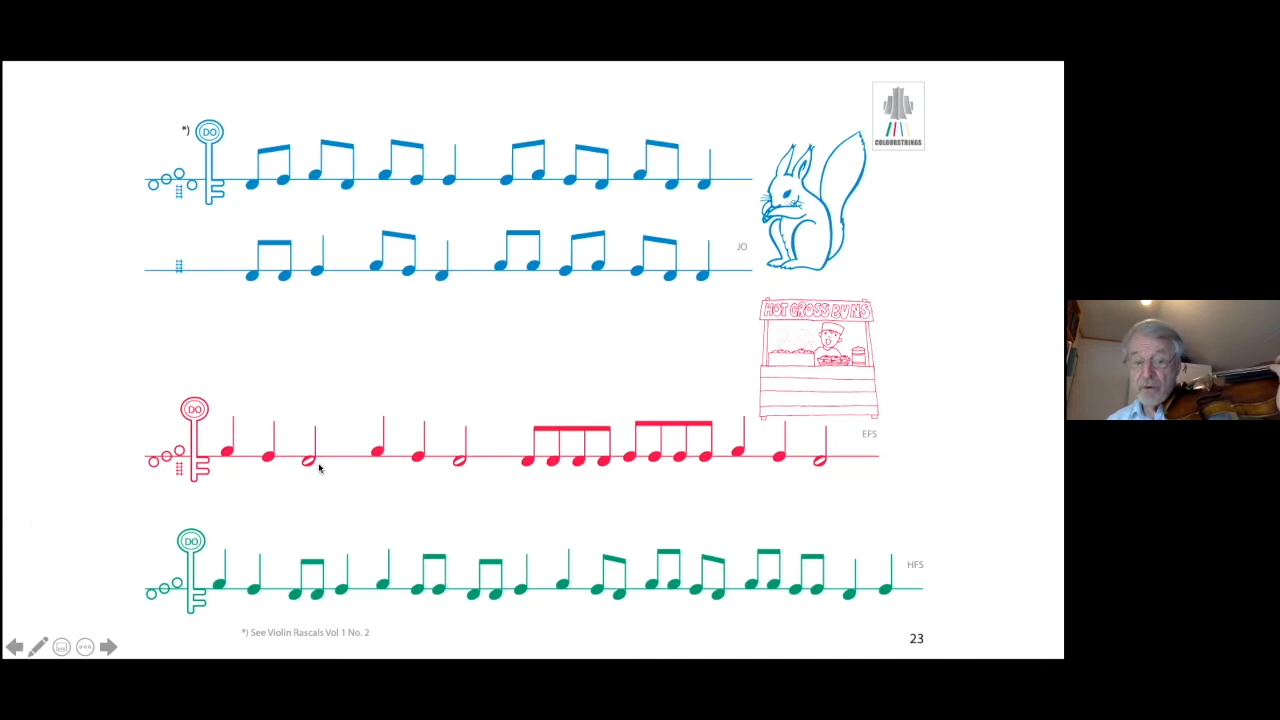 *) DO
COLOURSTRINGS
JO
HOT CROSS BUNS
DO
EFS
DO
HFS
*) See Violin Rascals Vol 1 No. 2
23